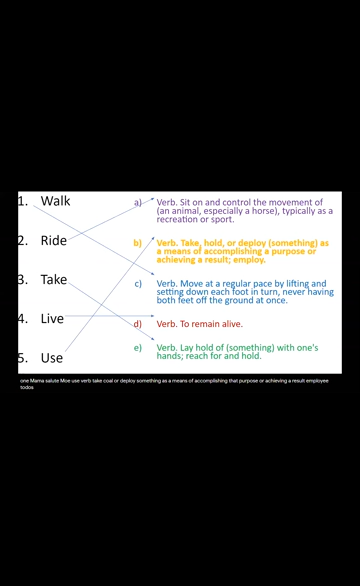 1. Walk
2. Ride
3. Take
4. Live
5. Use
a) Verb. Sit on and control the movement of
(an animal, especially a horse), typically as a
recreation or sport.
b) Verb. Take, hold, or deploy (something) as
a means of accomplishing a purpose or
achieving a result; employ.
c) Verb. Move at a regular pace by lifting and
setting down each foot in turn, never having
both feet off the ground at once.
d) Verb. To remain alive.
e) Verb. Lay hold of (something) with one's
hands; reach for and hold.
one Mama salute Moe use verb take coal or deploy something as a means of accomplishing that purpose or achieving a result employee
todos